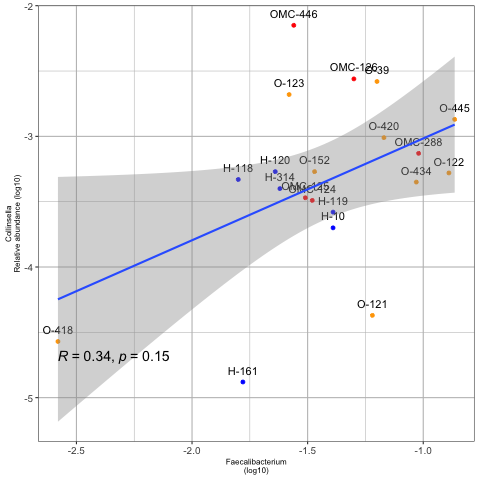 -2
OMC-446
OMC-126
O-39
O-123
O-445
O-420
-3
OMC-288
H-120
O-152
O-122
H-118
H-314
O-434
H-119
H-10
-4
O-121
O-418
R = 0.34, p = 0.15
H-161
-5
Collinsella
Relative abundance (log10)
-2.5
-2.0
-1.5
-1.0
Faecalibacterium
(log10)